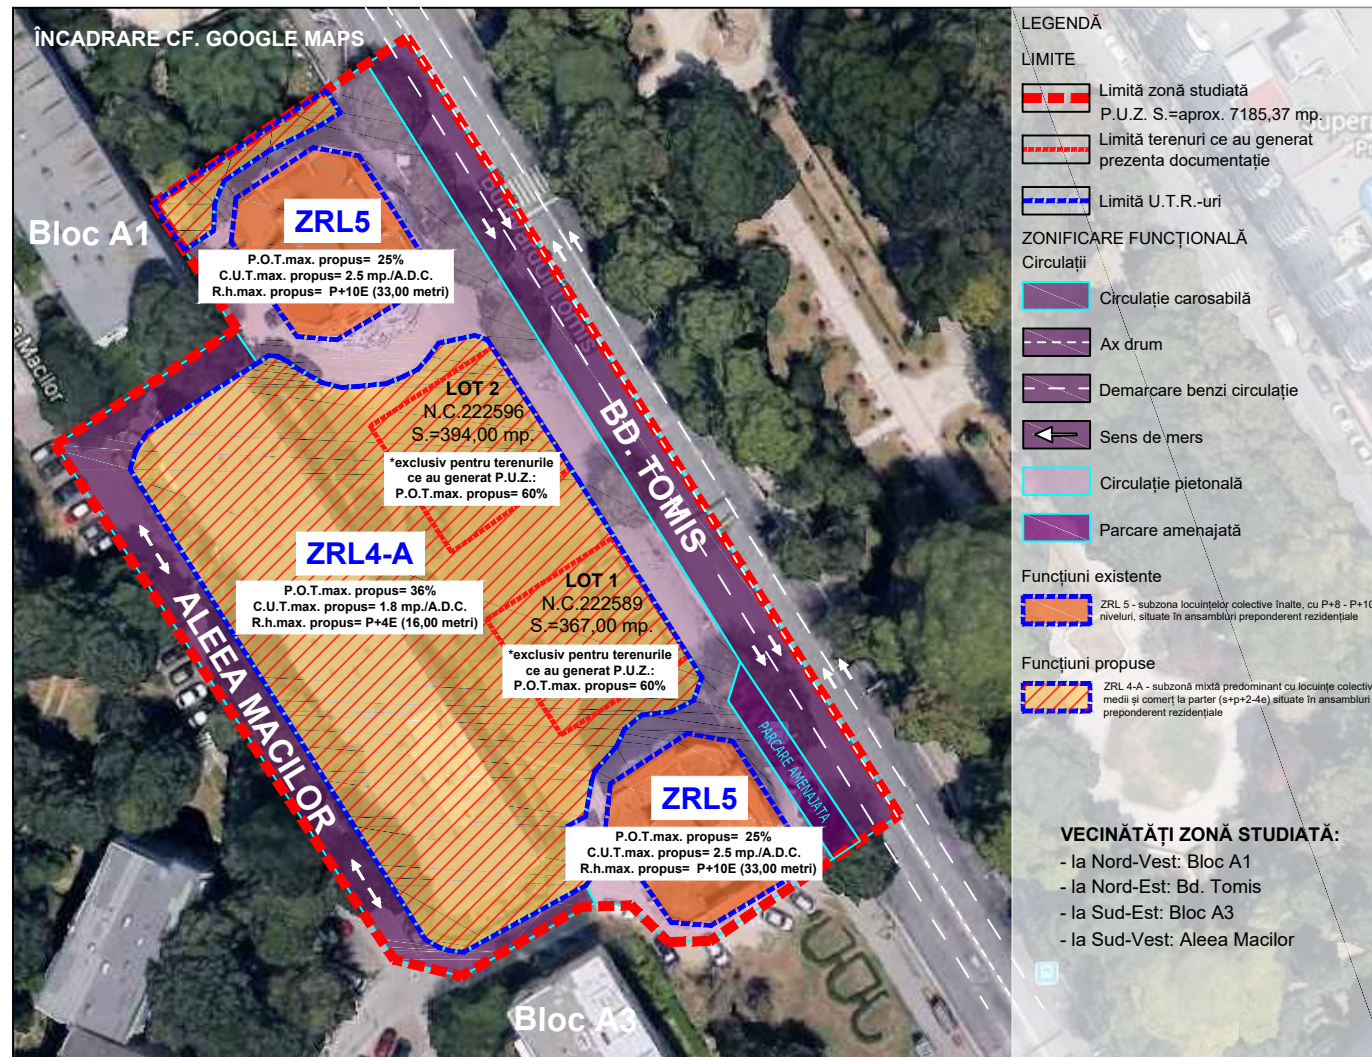 ÎNCADRARE CF. GOOGLE MAPS
Bloc A1
ZRL5
P.O.T.max. propus= 25%
C.U.T.max. propus= 2.5 mp./A.D.C.
R.h.max. propus= P+10E (33,00 metri)
Macilor
LOT 2
N.C.222596
S.=394,00 mp.
*exclusiv pentru terenurile
ce au generat P.U.Z.:
P.O.T.max. propus= 60%
BD. TOMIS
ZRL4-A
P.O.T.max. propus= 36%
C.U.T.max. propus= 1.8 mp./A.D.C.
R.h.max. propus= P+4E (16,00 metri)
LOT 1
N.C.222589
S.=367,00 mp.
*exclusiv pentru terenurile
ce au generat P.U.Z.:
P.O.T.max. propus= 60%
ALEEA MACILOR
PARCARE AMENAJATA
ZRL5
P.O.T.max. propus= 25%
C.U.T.max. propus= 2.5 mp./A.D.C.
R.h.max. propus= P+10E (33,00 metri)
Bloc A3
LEGENDĂ
LIMITE
Limită zonă studiată
P.U.Z. S.=aprox. 7185,37 mp.
Limită terenuri ce au generat
prezenta documentație
Limită U.T.R.-uri
ZONIFICARE FUNCȚIONALĂ
Circulații
Circulație carosabilă
Ax drum
Demarcare benzi circulație
Sens de mers
Circulație pietonală
Parcare amenajată
Funcțiuni existente
ZRL 5 - subzona locuințelor colective înalte, cu P+8 - P+10
niveluri, situate în ansambluri preponderent rezidențiale
Funcțiuni propuse
ZRL 4-A - subzonă mixtă predominant cu locuințe colectiv
medii și comerț la parter (s+p+2-4e) situate în ansambluri
preponderent rezidențiale
VECINĂTĂȚI ZONĂ STUDIATĂ:
- la Nord-Vest: Bloc A1
- la Nord-Est: Bd. Tomis
- la Sud-Est: Bloc A3
- la Sud-Vest: Aleea Macilor